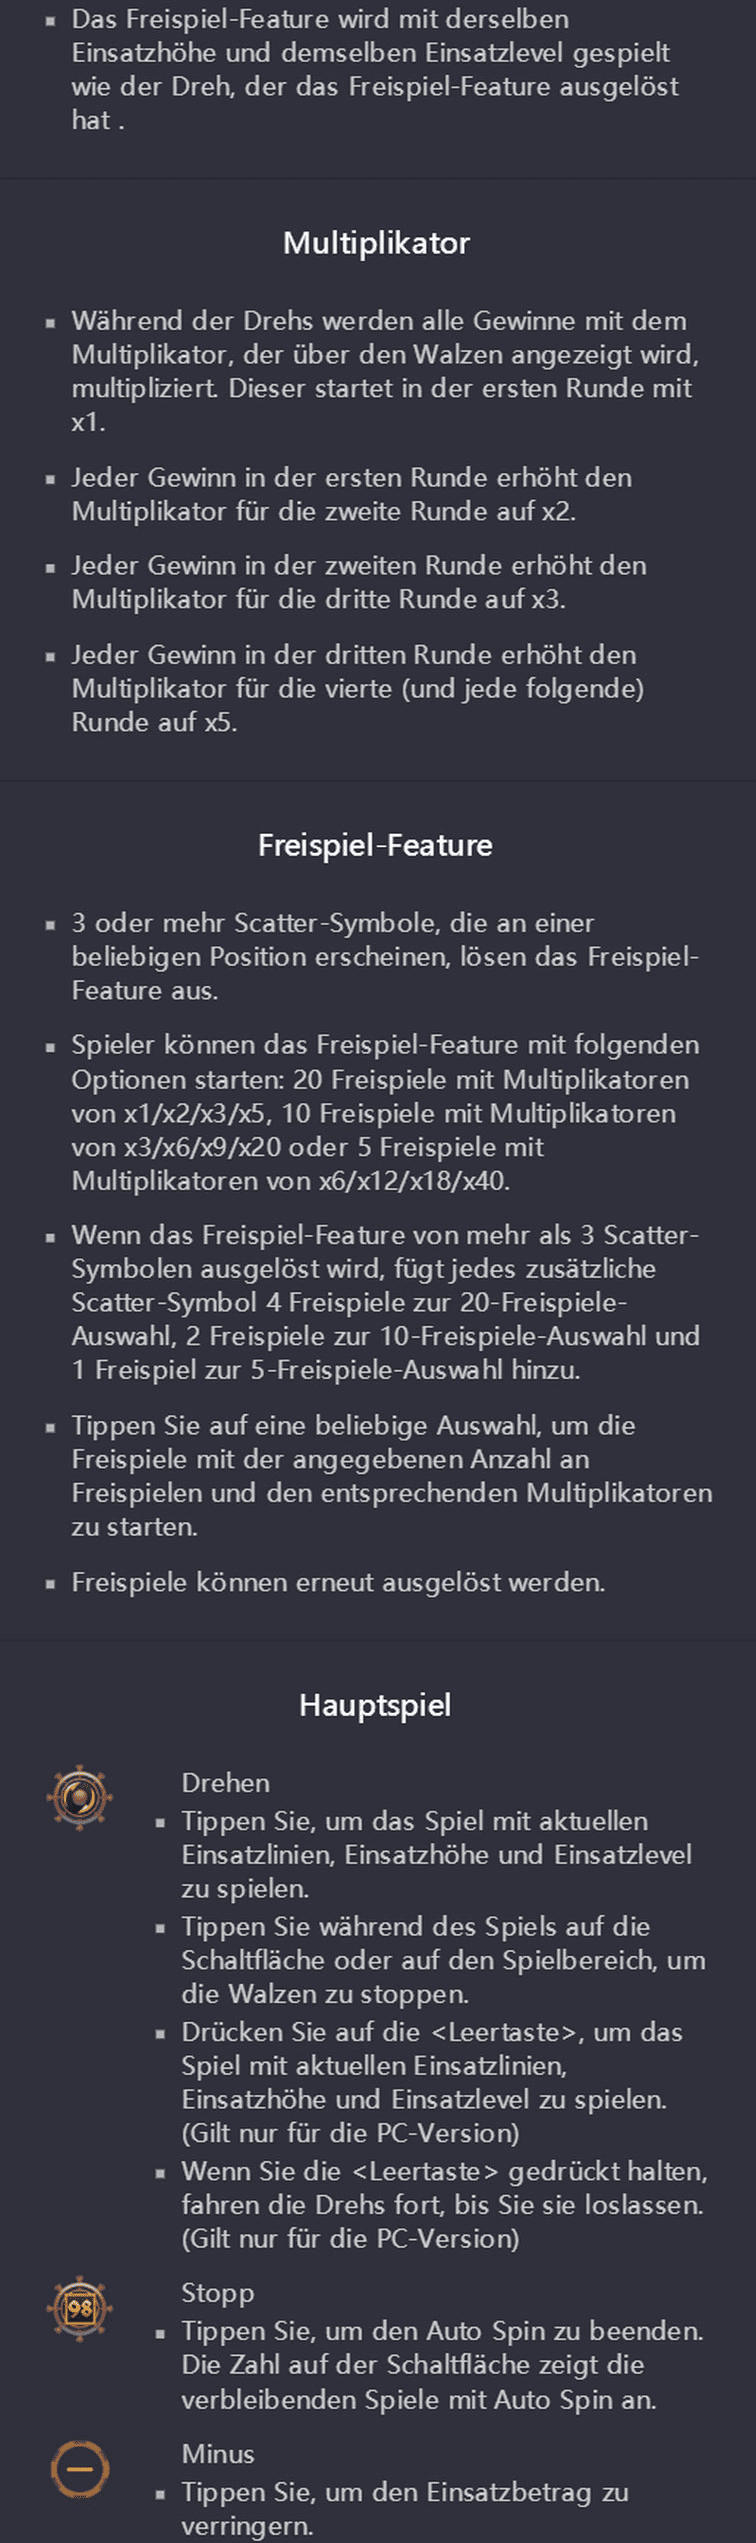 Das Freispiel-Feature wird mit derselben
Einsatzhöhe und demselben Einsatzlevel gespielt
wie der Dreh, der das Freispiel-Feature ausgelöst
hat .
Multiplikator
Während der Drehs werden alle Gewinne mit dem
Multiplikator, der über den Walzen angezeigt wird,
multipliziert. Dieser startet in der ersten Runde mit
x1.
Jeder Gewinn in der ersten Runde erhöht den
Multiplikator für die zweite Runde auf x2.
Jeder Gewinn in der zweiten Runde erhöht den
Multiplikator für die dritte Runde auf x3.
Jeder Gewinn in der dritten Runde erhöht den
Multiplikator für die vierte (und jede folgende)
Runde auf x5.
Freispiel-Feature
3 oder mehr Scatter-Symbole, die an einer
beliebigen Position erscheinen, lösen das Freispiel-
Feature aus.
Spieler können das Freispiel-Feature mit folgenden
Optionen starten: 20 Freispiele mit Multiplikatoren
von x1/x2/x3/x5, 10 Freispiele mit Multiplikatoren
von x3/x6/x9/x20 oder 5 Freispiele mit
Multiplikatoren von x6/x12/x18/x40.
Wenn das Freispiel-Feature von mehr als 3 Scatter-
Symbolen ausgelöst wird, fügt jedes zusätzliche
Scatter-Symbol 4 Freispiele zur 20-Freispiele-
Auswahl, 2 Freispiele zur 10-Freispiele-Auswahl und
1 Freispiel zur 5-Freispiele-Auswahl hinzu.
Tippen Sie auf eine beliebige Auswahl, um die
Freispiele mit der angegebenen Anzahl an
Freispielen und den entsprechenden Multiplikatoren
zu starten.
Freispiele können erneut ausgelöst werden.
Hauptspiel
Drehen
Tippen Sie, um das Spiel mit aktuellen
Einsatzlinien, Einsatzhöhe und Einsatzlevel
zu spielen.
Tippen Sie während des Spiels auf die
Schaltfläche oder auf den Spielbereich, um
die Walzen zu stoppen.
Drücken Sie auf die <Leertaste>, um das
Spiel mit aktuellen Einsatzlinien,
Einsatzhöhe und Einsatzlevel zu spielen.
(Gilt nur für die PC-Version)
Wenn Sie die <Leertaste> gedrückt halten,
fahren die Drehs fort, bis Sie sie loslassen.
(Gilt nur für die PC-Version)
98
Stopp
Tippen Sie, um den Auto Spin zu beenden.
Die Zahl auf der Schaltfläche zeigt die
verbleibenden Spiele mit Auto Spin an.
Minus
Tippen Sie, um den Einsatzbetrag zu
verringern.